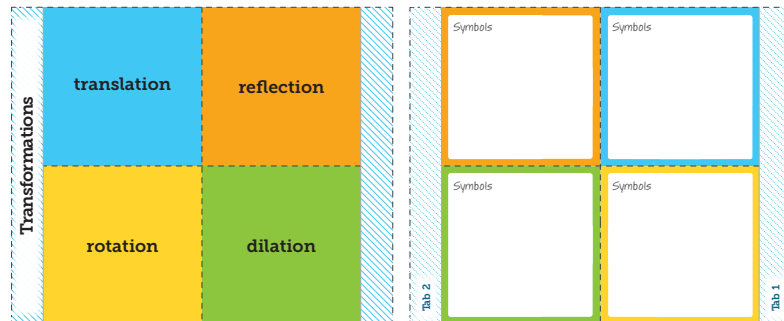 Transformations
translation
reflection
rotation
dilation
Symbols
Symbols
Symbols
Symbols
Tab 2
Tab 1